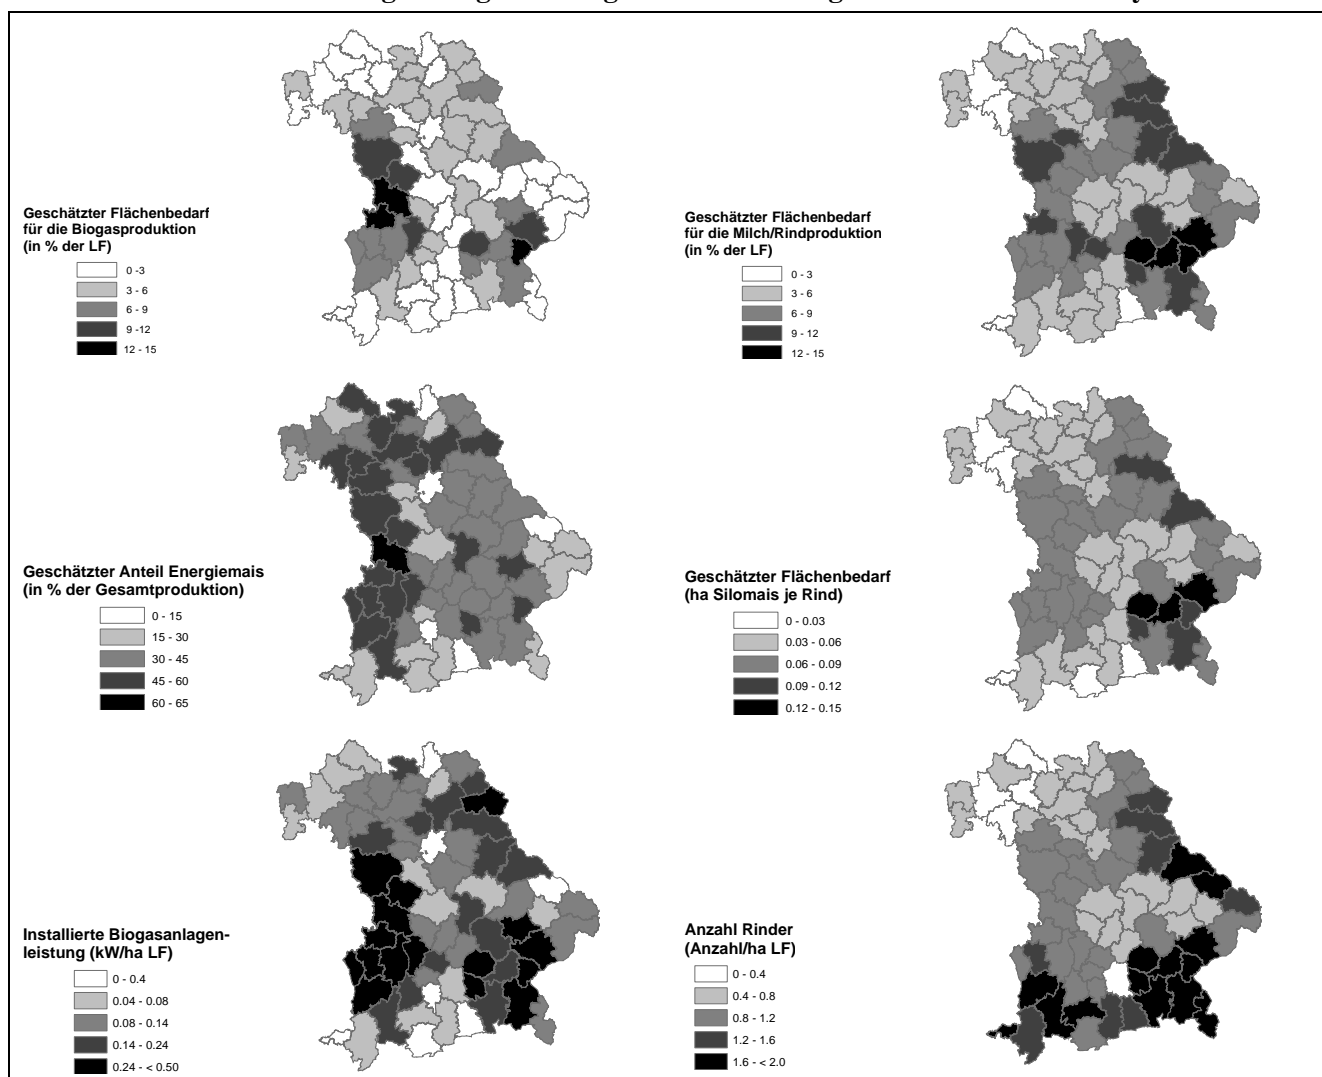 Geschätzter Flächenbedarf
für die Biogasproduktion
(in % der LF)
0 -3
3 - 6
6 - 9
9 -12
12 - 15
Geschätzter Flächenbedarf
für die Milch/Rindproduktion
(in % der LF)
0 - 3
3 - 6
6 - 9
9 - 12
12 - 15
Geschätzter Anteil Energiemais
(in % der Gesamtproduktion)
0 - 15
15 - 30
30 - 45
45 - 60
60 - 65
Geschätzter Flächenbedarf
(ha Silomais je Rind)
0 - 0.03
0.03 - 0.06
0.06 - 0.09
0.09 - 0.12
0.12 - 0.15
Installierte Biogasanlagen-
leistung (kW/ha LF)
0 - 0.4
0.04 - 0.08
0.08 - 0.14
0.14 - 0.24
0.24 - < 0.50
Anzahl Rinder
(Anzahl/ha LF)
0 - 0.4
0.4 - 0.8
0.8 - 1.2
1.2 - 1.6
1.6 - < 2.0